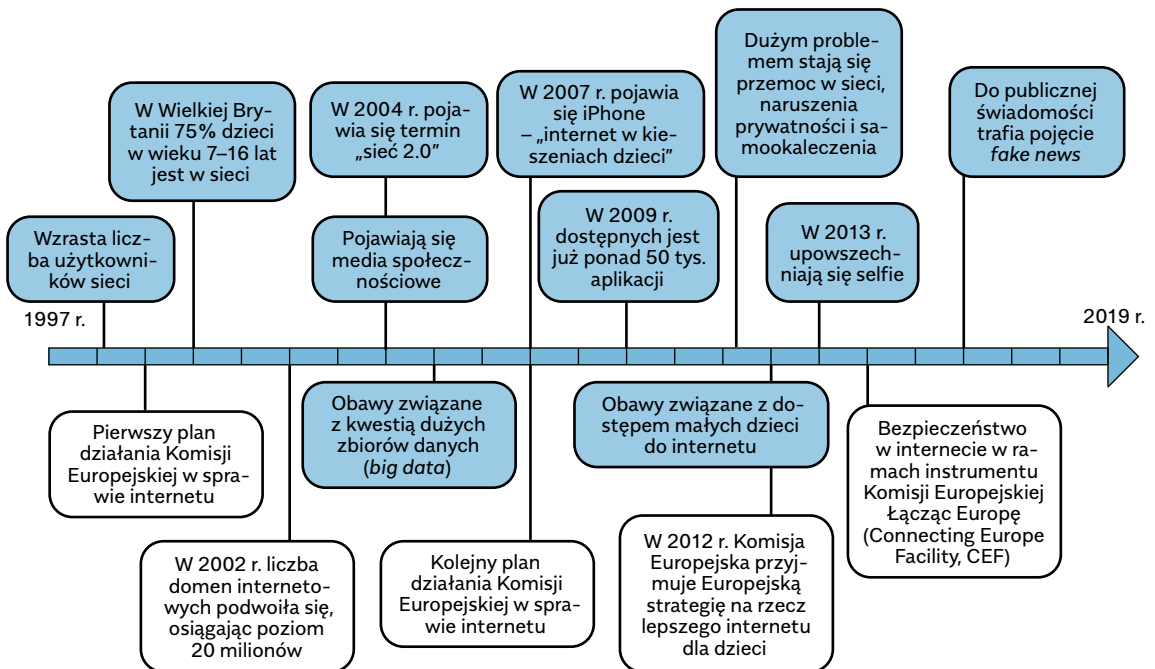 W Wielkiej Bry-
tanii 75% dzieci
w wieku 7–16 lat
jest w sieci
W 2004 r. poja-
wia się termin
„sieć 2.0”
W 2007 r. pojawia
się iPhone
– „internet w kie-
szeniach dzieci”
Dużym proble-
mem stają się
przemoc w sieci,
naruszenia
prywatności i sa-
mookaleczenia
Do publicznej
świadomości
trafia pojęcie
fake news
Wzrasta licz-
ba użytkowni-
ków sieci
Pojawiają się
media społecz-
nościowe
W 2009 r.
dostępnych jest
już ponad 50 tys.
aplikacji
W 2013 r.
upowszech-
niają się selfie
1997 r.
2019 r.
Pierwszy plan
działania Komisji
Europejskiej w spra-
wie internetu
Obawy związane
z kwestią dużych
zbiorów danych
(big data)
Obawy związane z do-
stępem małych dzieci
do internetu
Bezpieczeństwo
w internecie w ra-
mach instrumentu
Komisji Europejskiej
Łącząc Europę
(Connecting Europe
Facility, CEF)
W 2002 r. liczba
domen interneto-
wych podwoiła się,
osiągając poziom
20 milionów
Kolejny plan
działania Komisji
Europejskiej w spra-
wie internetu
W 2012 r. Komisja
Europejska przyj-
muje Europejską
strategię na rzecz
lepszego internetu
dla dzieci